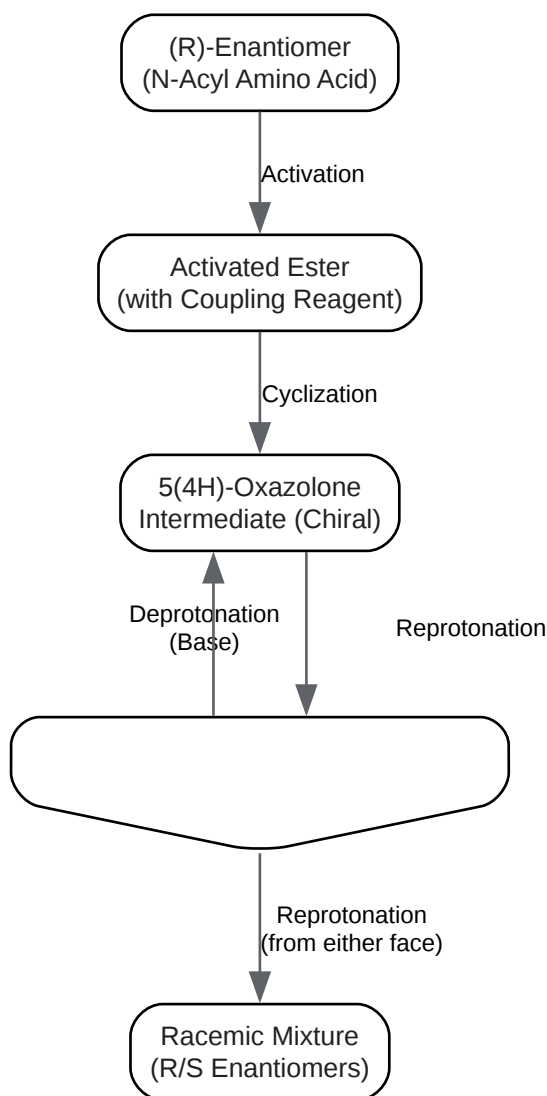 (R)-Enantiomer
(N-Acyl Amino Acid)
Activation
Activated Ester
(with Coupling Reagent)
Cyclization
5(4H)-Oxazolone
Intermediate (Chiral)
Deprotonation
(Base)
Reprotonation
Reprotonation
(from either face)
Racemic Mixture
(R/S Enantiomers)